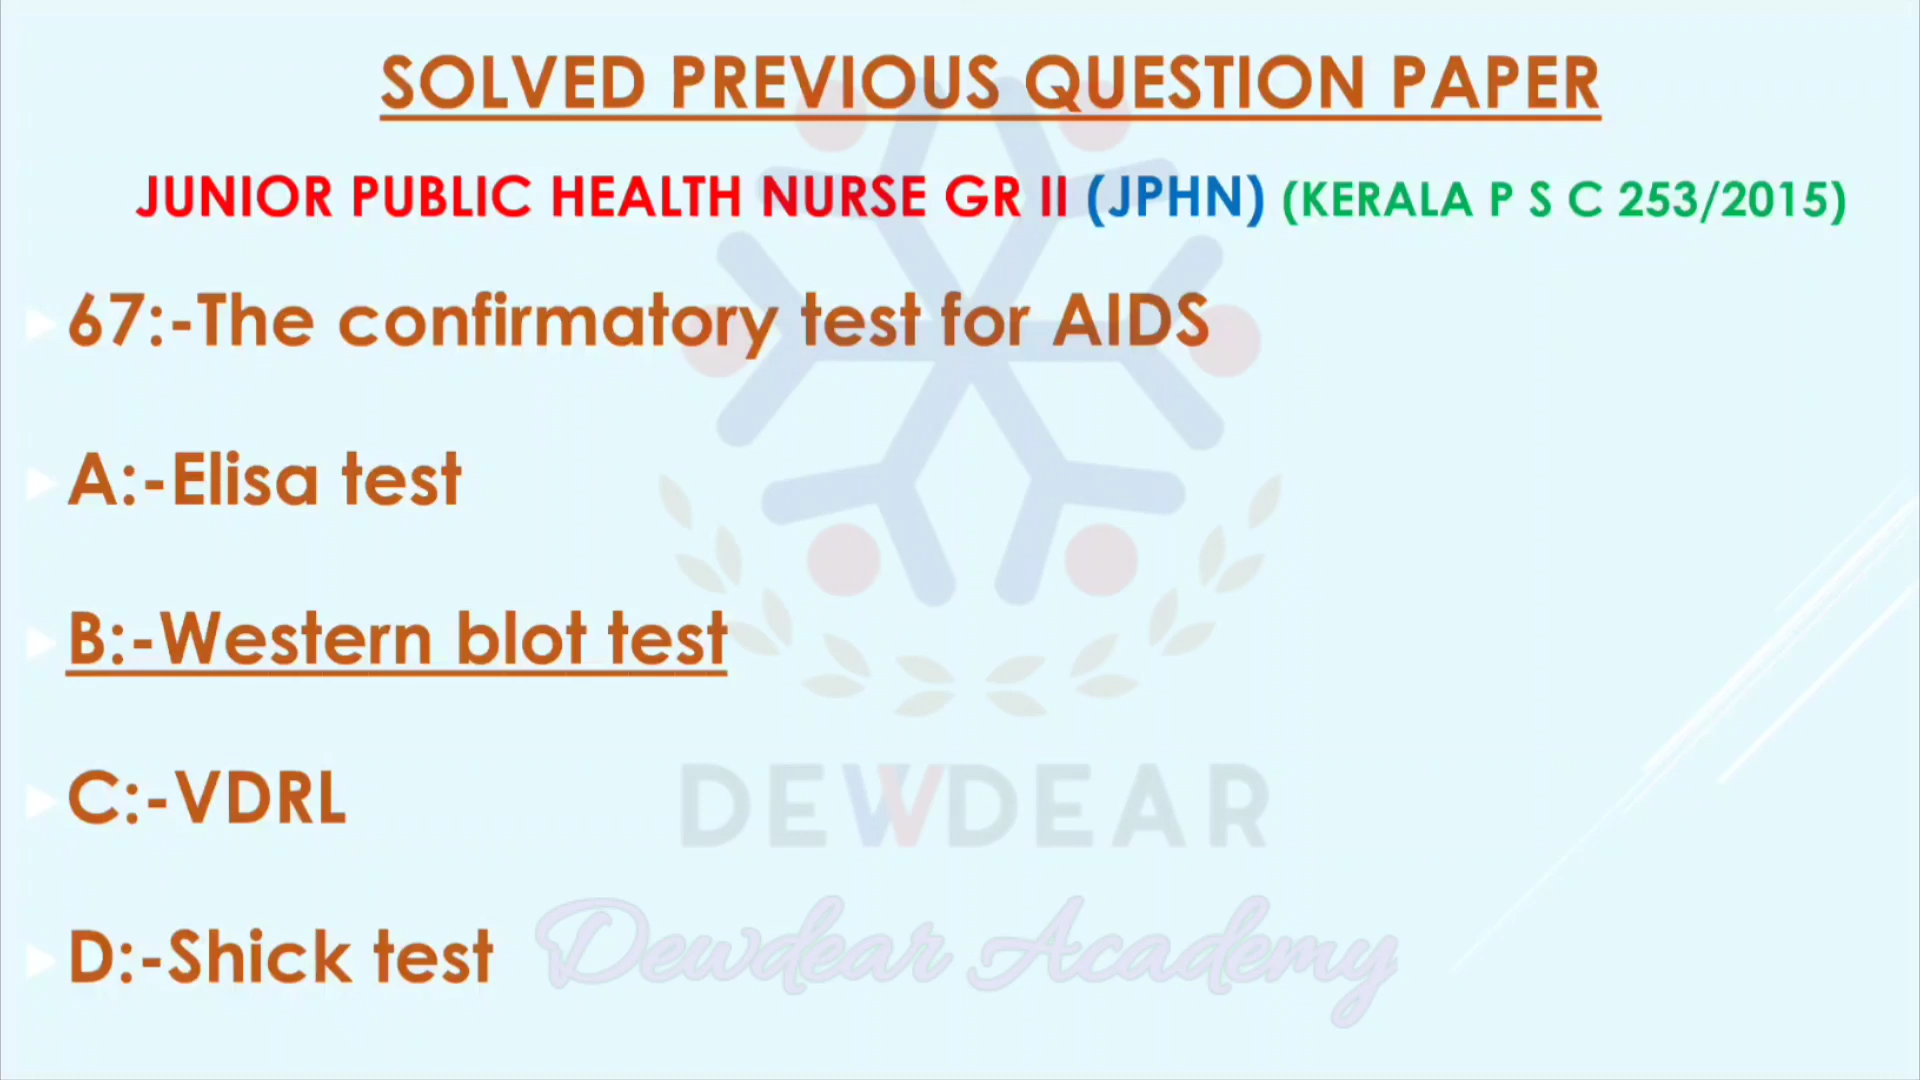 SOLVED PREVIOUS QUESTION PAPER
JUNIOR PUBLIC HEALTH NURSE GR II (JPHN) (KERALA P S C 253/2015)
67:-The confirmatory test for AIDS
A:-Elisa test
B:-Western blot test
C:-VDRL
DEWDEAR
D:-Shick test
Dewdear Academy